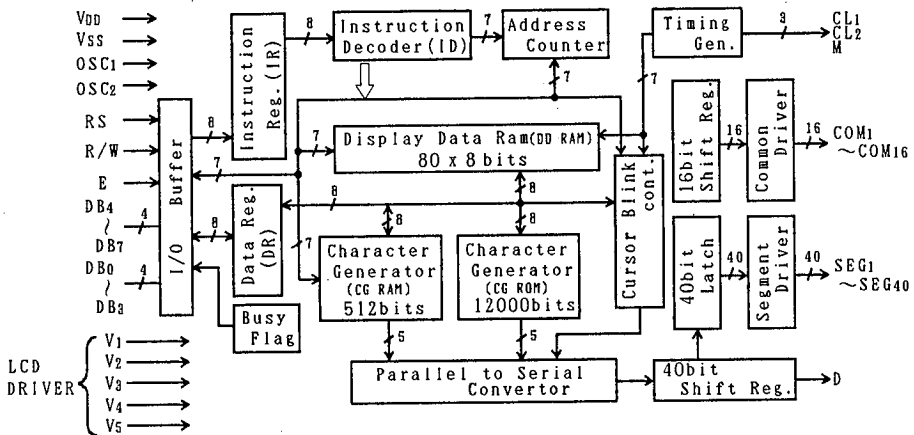 VDD
VSS
OSC1
OSC2
RS
R/W
E
DB4
~
DB7
DB0
~
DB3
4
4
I/O Buffer
8
7
8
Instruction
Reg. (IR)
8
Instruction
Decoder(ID)
7
Address
Counter
7
Timing
Gen.
3
CL1
CL2
M
7
7
Display Data Ram(DD RAM)
80 x 8 bits
Data Reg.
(DR)
8
8
8
8
7
Busy
Flag
Character
Generator
(CG RAM)
512bits
Character
Generator
(CG ROM)
12000bits
5
5
Cursor Blink
cont.
16bit
Shift Reg.
16
Common
Driver
16
COM1
~COM16
40bit
Latch
40
Segment
Driver
40
SEG1
~SEG40
Parallel to Serial
Convertor
40bit
Shift Reg.
D
LCD
DRIVER
V1
V2
V3
V4
V5